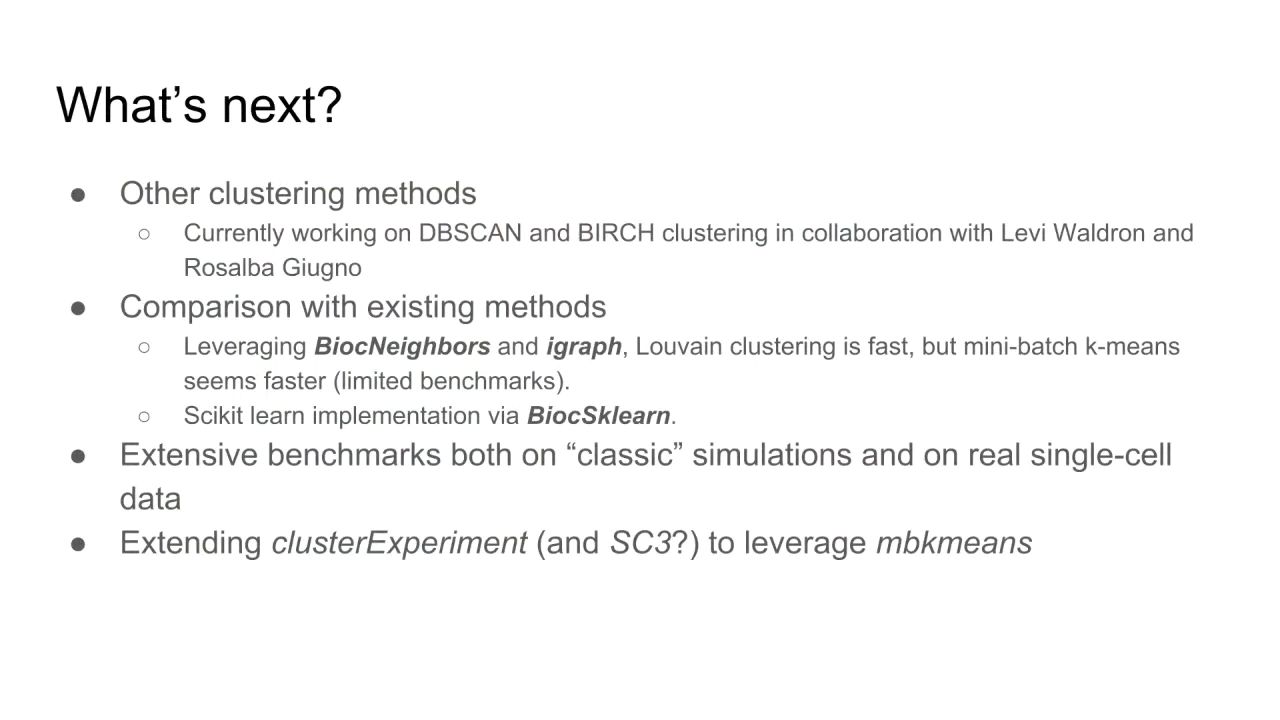 What’s next?
● Other clustering methods
○ Currently working on DBSCAN and BIRCH clustering in collaboration with Levi Waldron and
Rosalba Giugno
● Comparison with existing methods
○ Leveraging BiocNeighbors and igraph, Louvain clustering is fast, but mini-batch k-means
seems faster (limited benchmarks).
○ Scikit learn implementation via BiocSklearn.
● Extensive benchmarks both on “classic” simulations and on real single-cell
data
● Extending clusterExperiment (and SC3?) to leverage mbkmeans